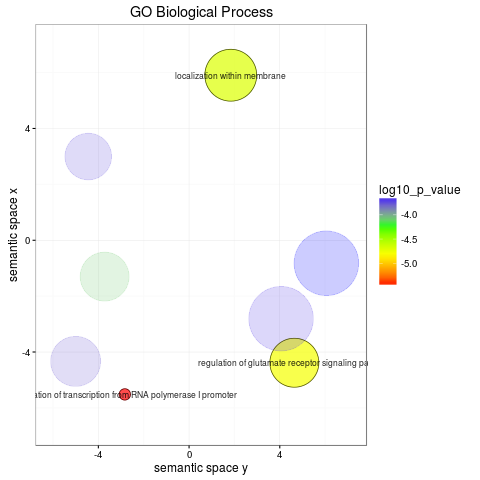 GO Biological Process
localization within membrane
4
log10_p_value
-4.0
semantic space x
0
-4.5
-5.0
-4
regulation of glutamate receptor signaling pa
ation of transcription from RNA polymerase I promoter
-4
0
4
semantic space y